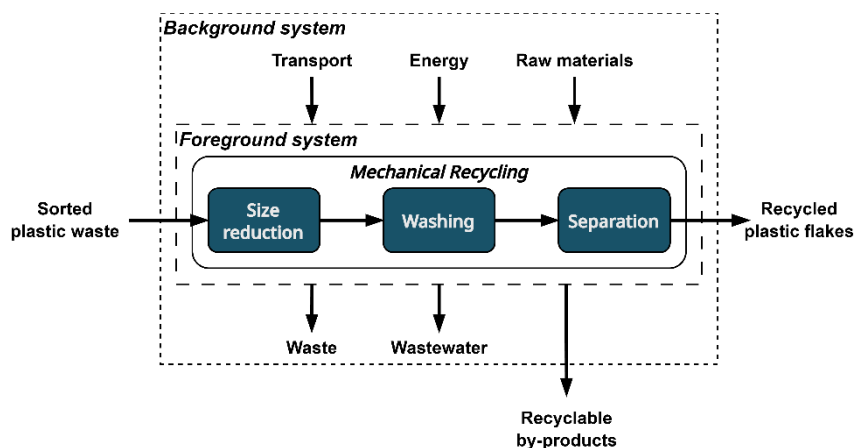 Background system
Transport
Energy
Raw materials
Foreground system
Mechanical Recycling
Sorted
plastic waste
Size
reduction
Washing
Separation
Recycled
plastic flakes
Waste
Wastewater
Recyclable
by-products